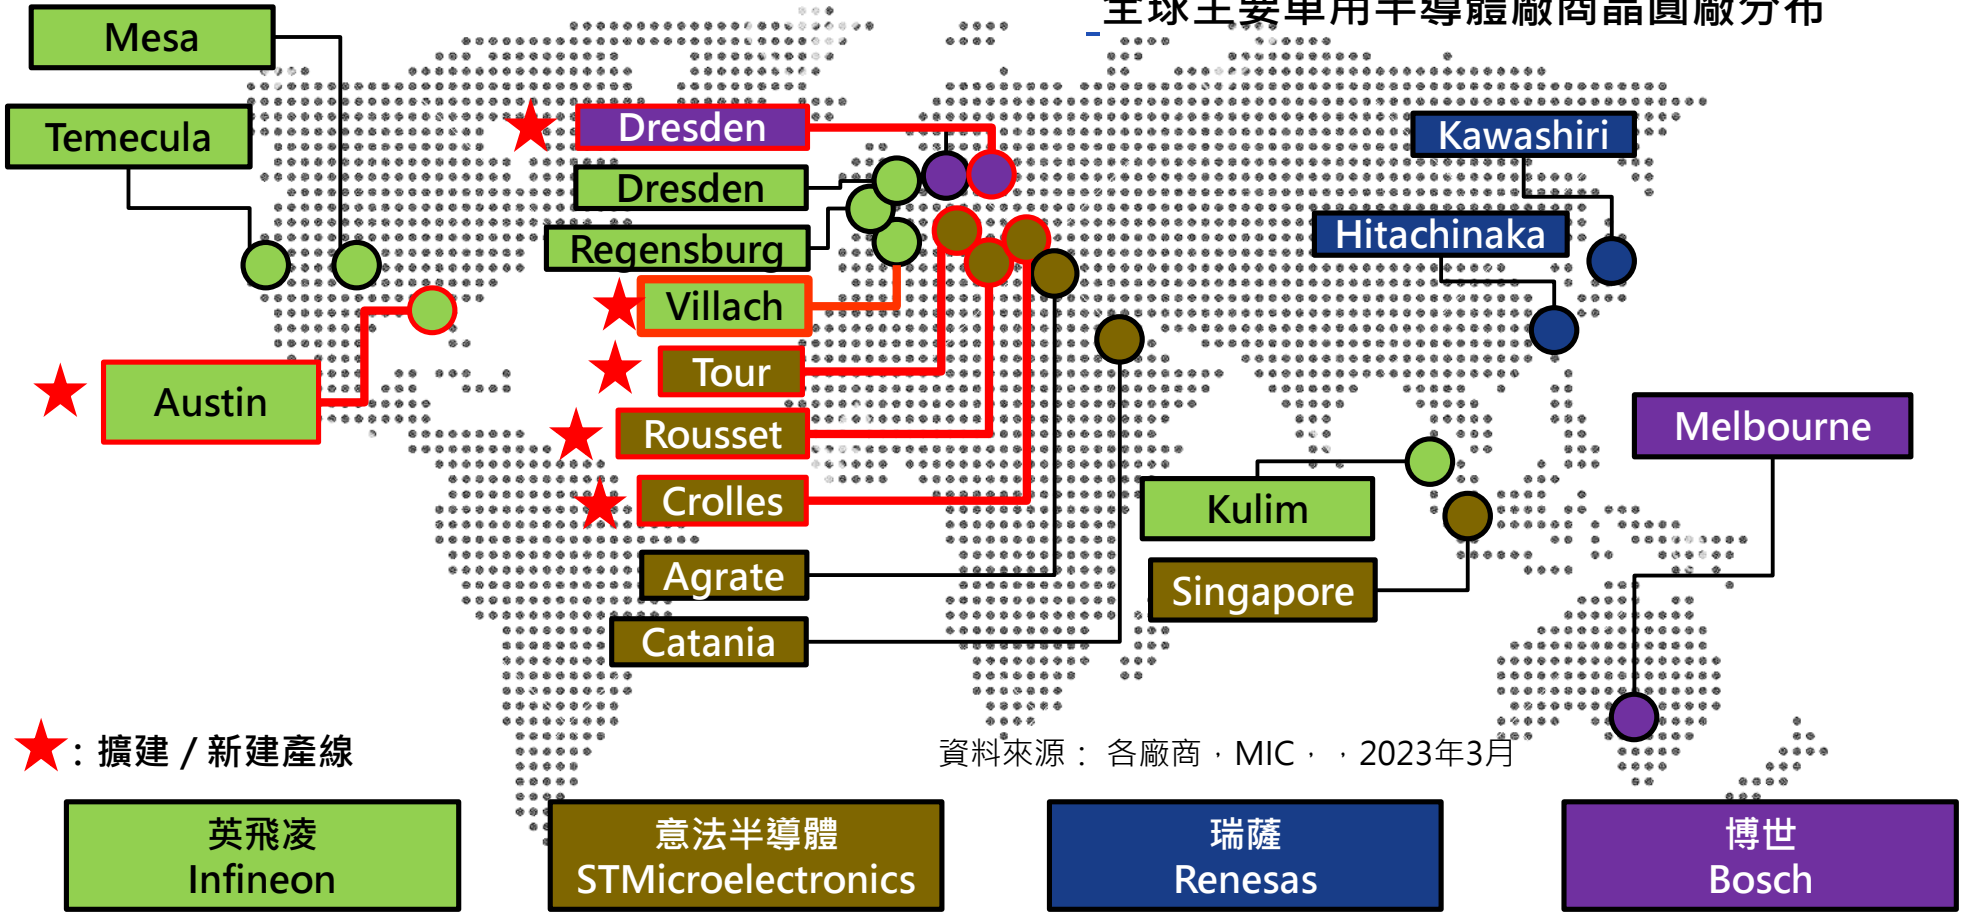 全球主要車用半導體廠商晶圓廠分布
Mesa
Temecula
Austin
Dresden
Dresden
Regensburg
Villach
Tour
Rousset
Crolles
Agrate
Catania
Kawashiri
Hitachinaka
Melbourne
Kulim
Singapore
：擴建 / 新建產線
資料來源： 各廠商，MIC， ，2023年3月
英飛凌
Infineon
意法半導體
STMicroelectronics
瑞薩
Renesas
博世
Bosch